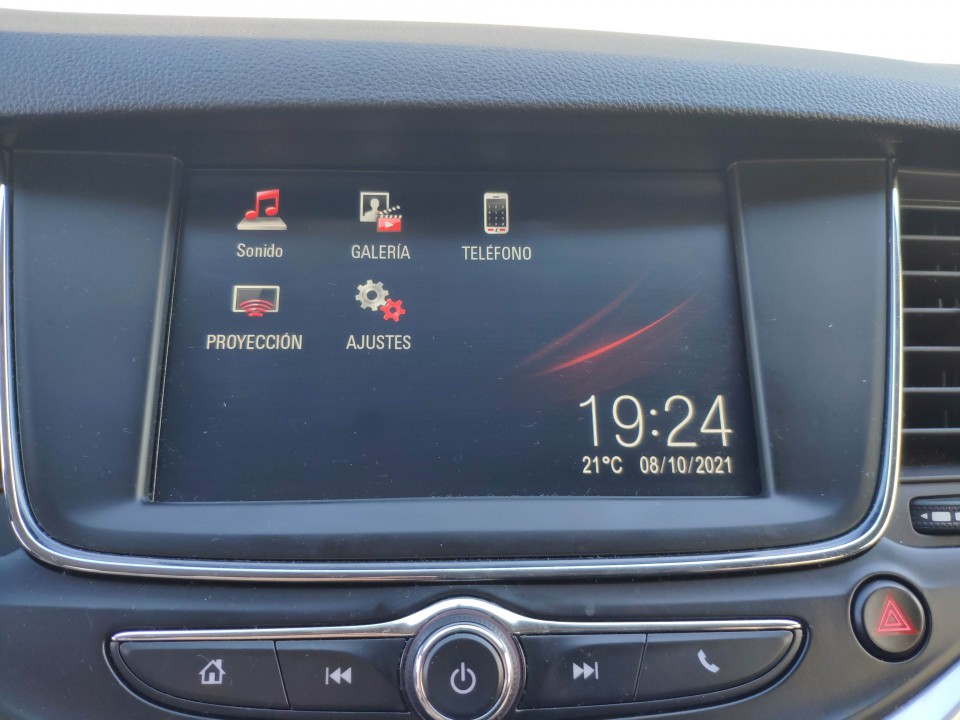 Sonido
GALERÍA
TELÉFONO
PROYECCIÓN
AJUSTES
19:24
21°C 08/10/2021